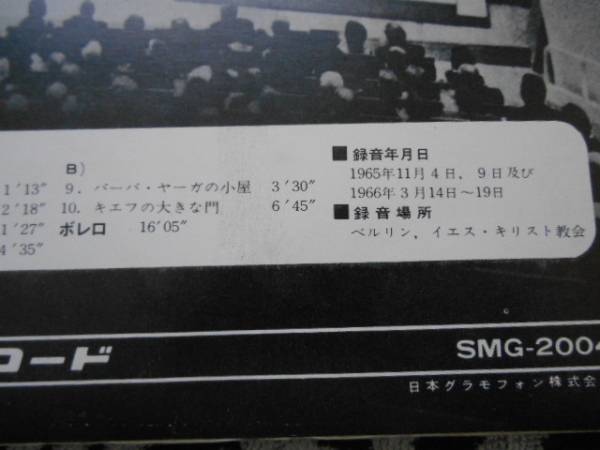 B)
1′13″ 9. バーバ・ヤーガの小屋 3′30″
2′18″ 10. キエフの大きな門 6′45″
1′27″ ボレロ 16′05″
4′35″
■ 録音年月日
1965年11月4日, 9日及び
1966年3月14日〜19日
■ 録音場所
ベルリン, イエス・キリスト教会
コード
SMG-2004
日本グラモフォン株式会